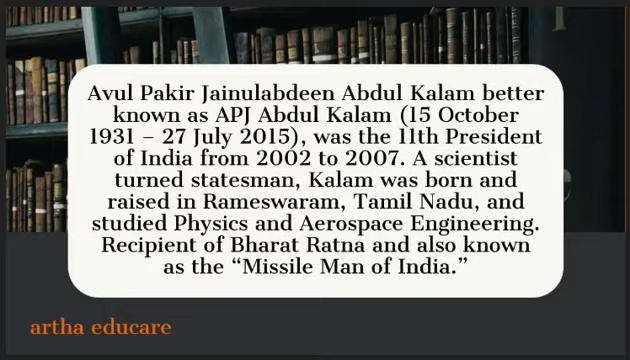 Avul Pakir Jainulabdeen Abdul Kalam better
known as APJ Abdul Kalam (15 October
1931 – 27 July 2015), was the 11th President
of India from 2002 to 2007. A scientist
turned statesman, Kalam was born and
raised in Rameswaram, Tamil Nadu, and
studied Physics and Aerospace Engineering.
Recipient of Bharat Ratna and also known
as the “Missile Man of India.”
artha educare